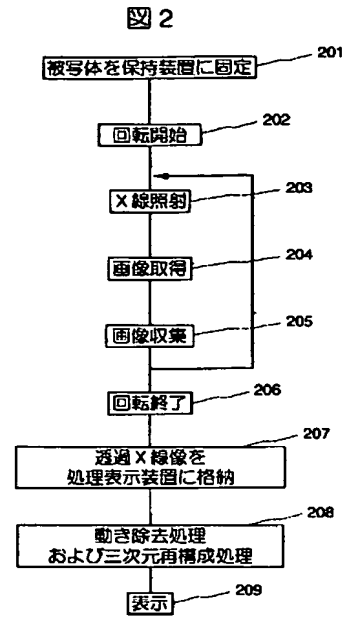 図2
被写体を保持装置に固定
201
回転開始
202
X線照射
203
画像取得
204
画像収集
205
回転終了
206
透過X線像を
処理表示装置に格納
207
動き除去処理
および三次元再構成処理
208
表示
209